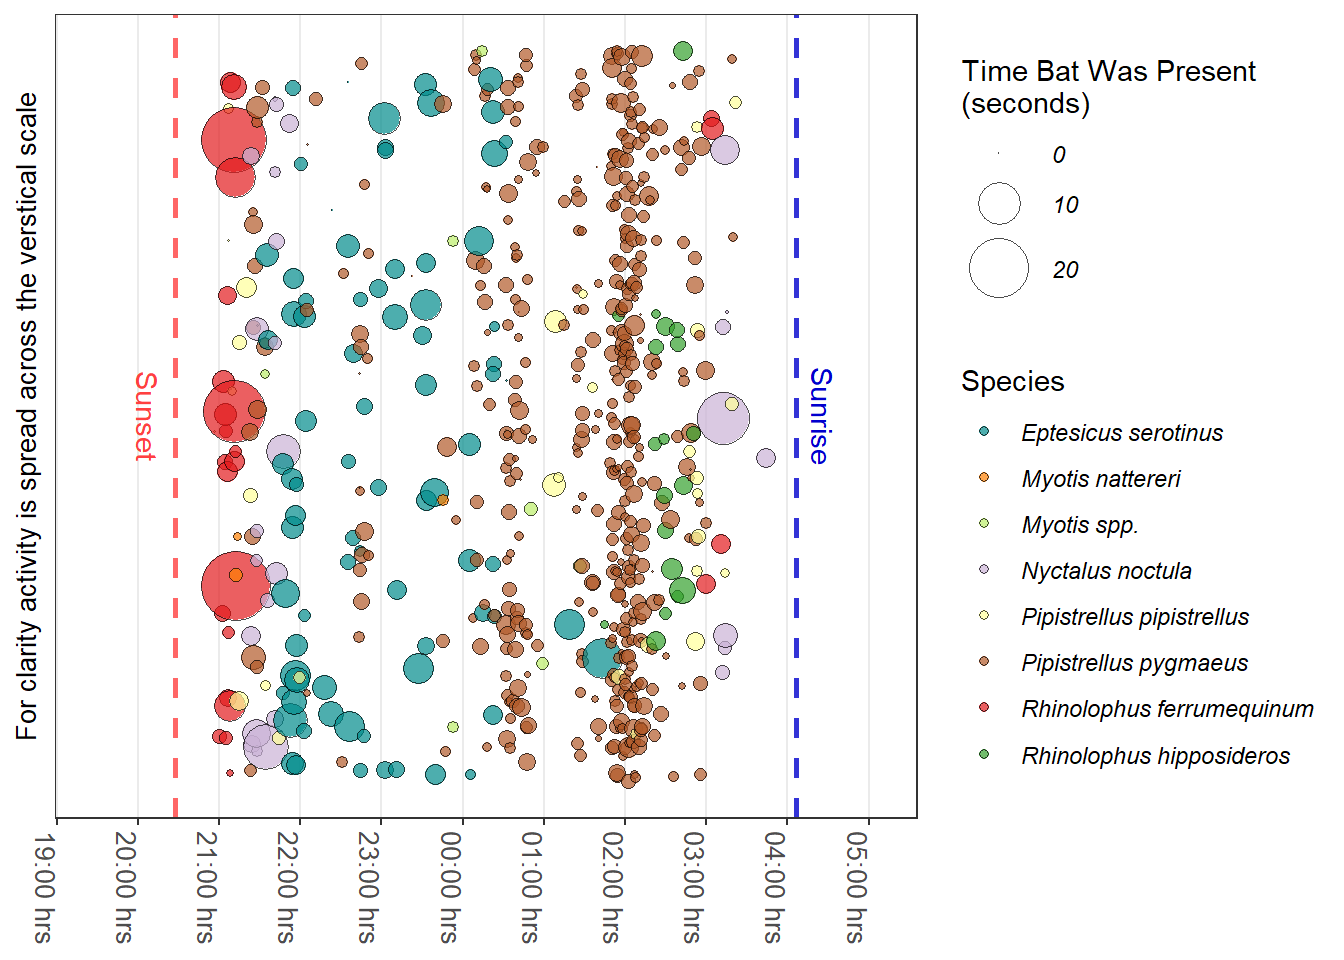 For clarity activity is spread across the verstical scale
Sunset
Sunrise
19:00 hrs
20:00 hrs
21:00 hrs
22:00 hrs
23:00 hrs
00:00 hrs
01:00 hrs
02:00 hrs
03:00 hrs
04:00 hrs
05:00 hrs
Time Bat Was Present
(seconds)
0
10
20
Species
Eptesicus serotinus
Myotis nattereri
Myotis spp.
Nyctalus noctula
Pipistrellus pipistrellus
Pipistrellus pygmaeus
Rhinolophus ferrumequinum
Rhinolophus hipposideros